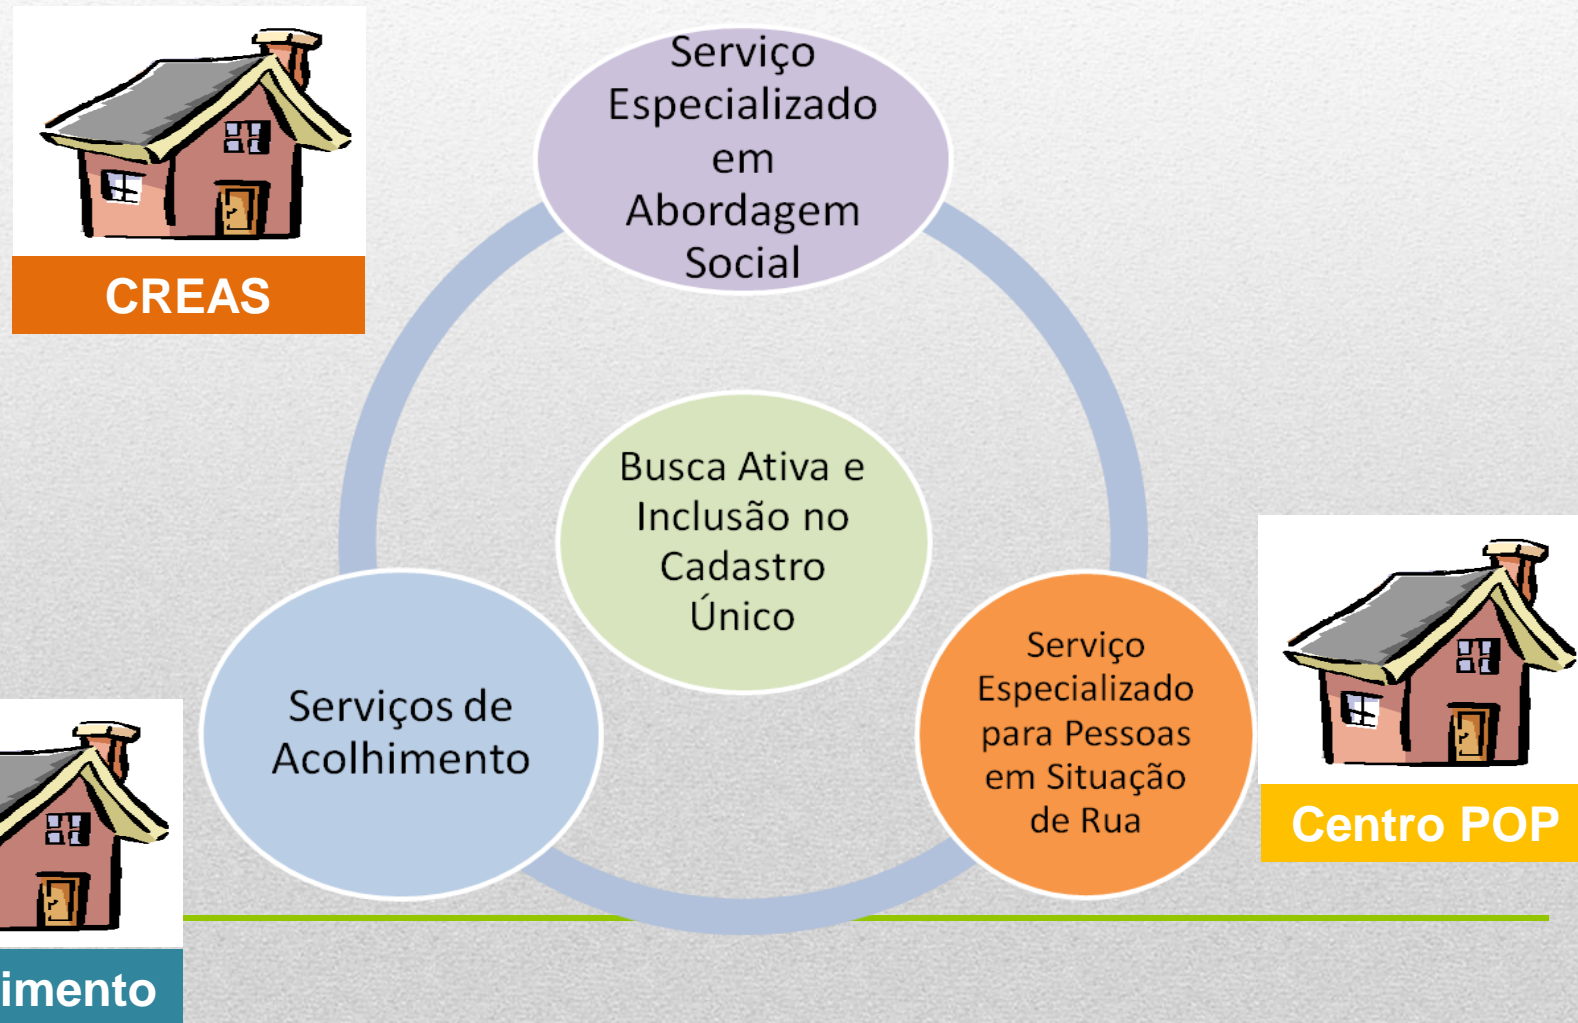 Serviço
Especializado
em
Abordagem
Social
CREAS
Busca Ativa e
Inclusão no
Cadastro
Único
Serviços de
Acolhimento
Serviço
Especializado
para Pessoas
em Situação
de Rua
Centro POP
imento